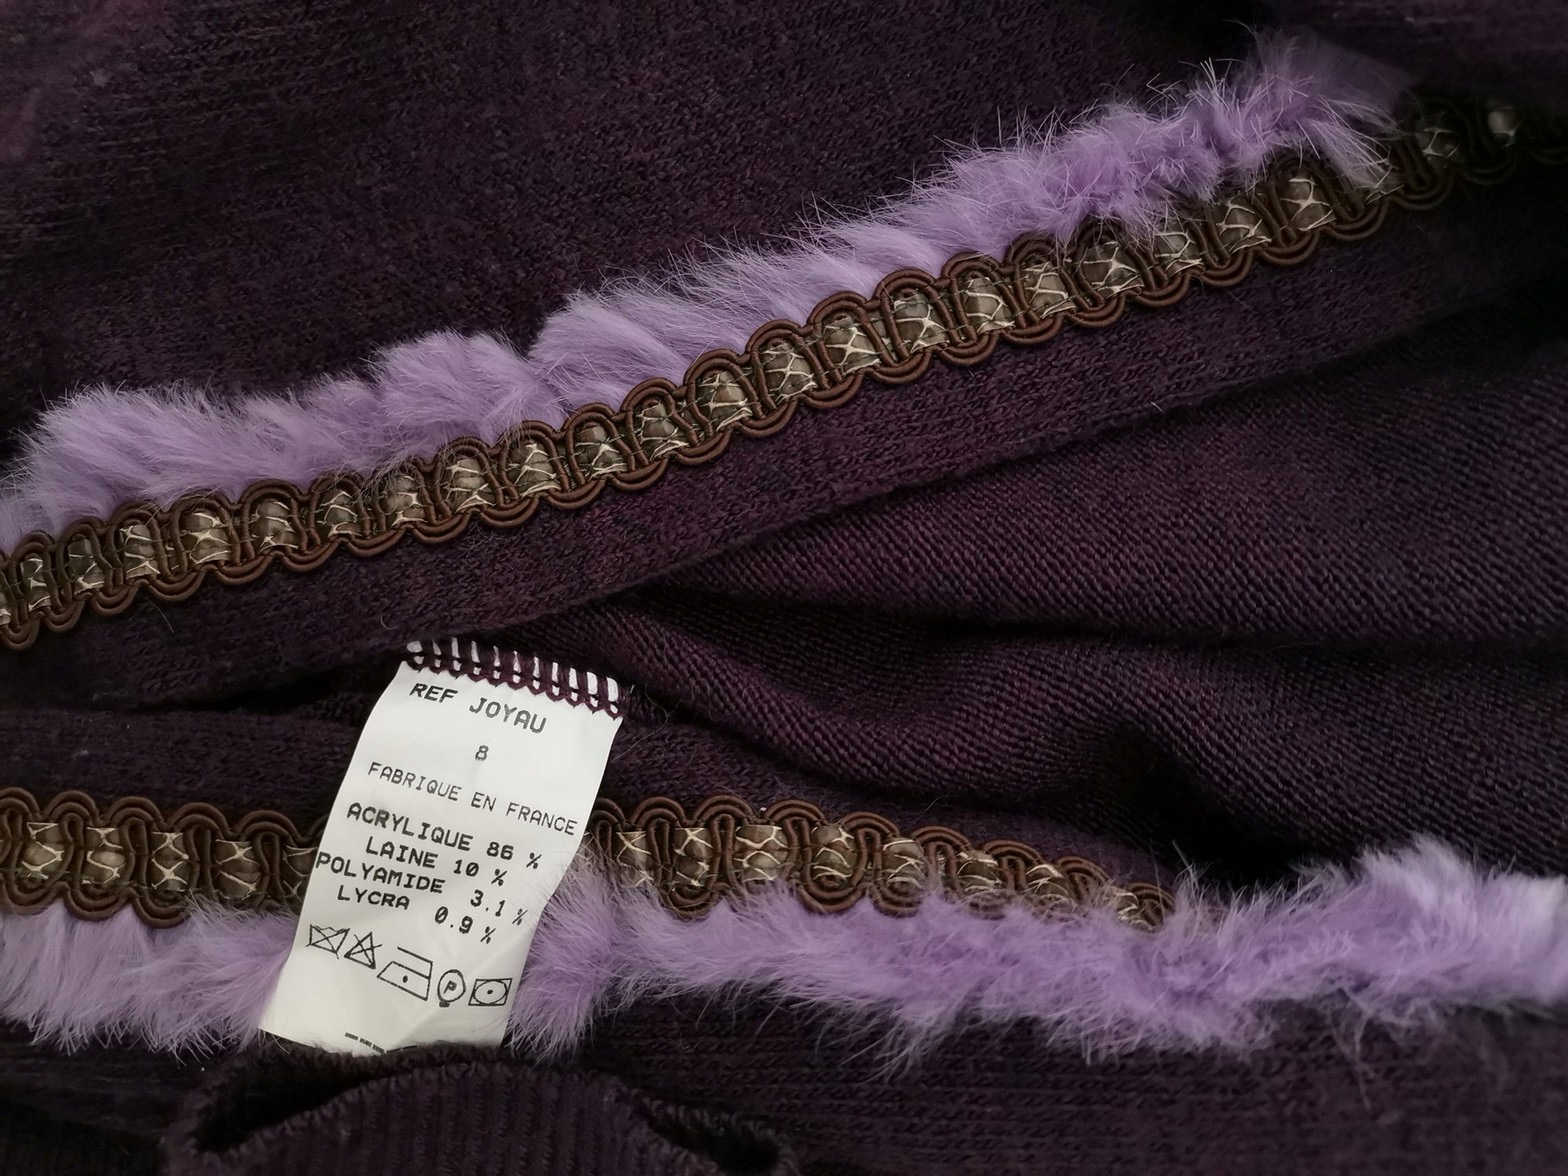 REF JOYAU
8
FABRIQUE EN FRANCE
ACRYLIQUE 86 %
LAINE 10 %
POLYAMIDE 3.1 %
LYCRA 0.9 %
P